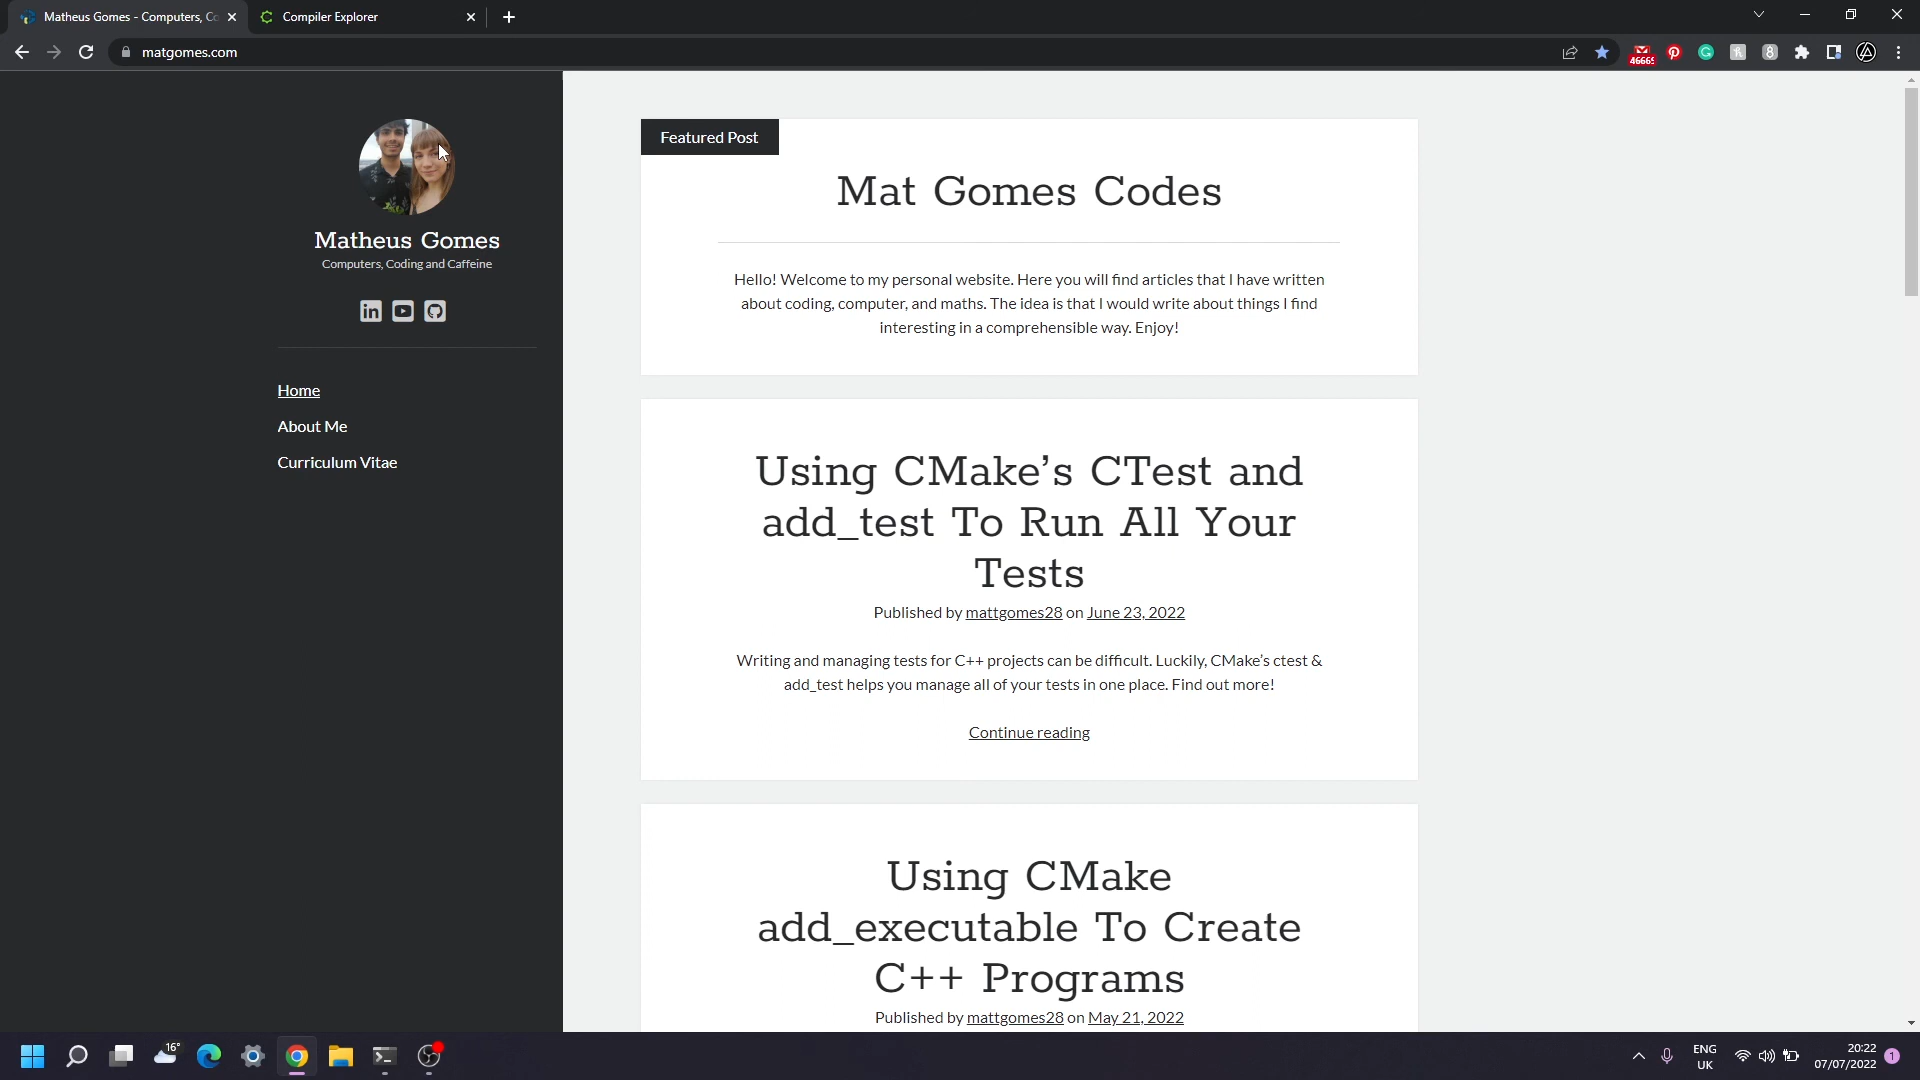 Matheus Gomes - Computers, Co
Compiler Explorer
matgomes.com
46669
Matheus Gomes
Computers, Coding and Caffeine
Home
About Me
Curriculum Vitae
Featured Post
Mat Gomes Codes
Hello! Welcome to my personal website. Here you will find articles that I have written
about coding, computer, and maths. The idea is that I would write about things I find
interesting in a comprehensible way. Enjoy!
Using CMake’s CTest and
add_test To Run All Your
Tests
Published by mattgomes28 on June 23, 2022
Writing and managing tests for C++ projects can be difficult. Luckily, CMake’s ctest &
add_test helps you manage all of your tests in one place. Find out more!
Continue reading
Using CMake
add_executable To Create
C++ Programs
Published by mattgomes28 on May 21, 2022
16°
ENG
UK
20:22
07/07/2022
1